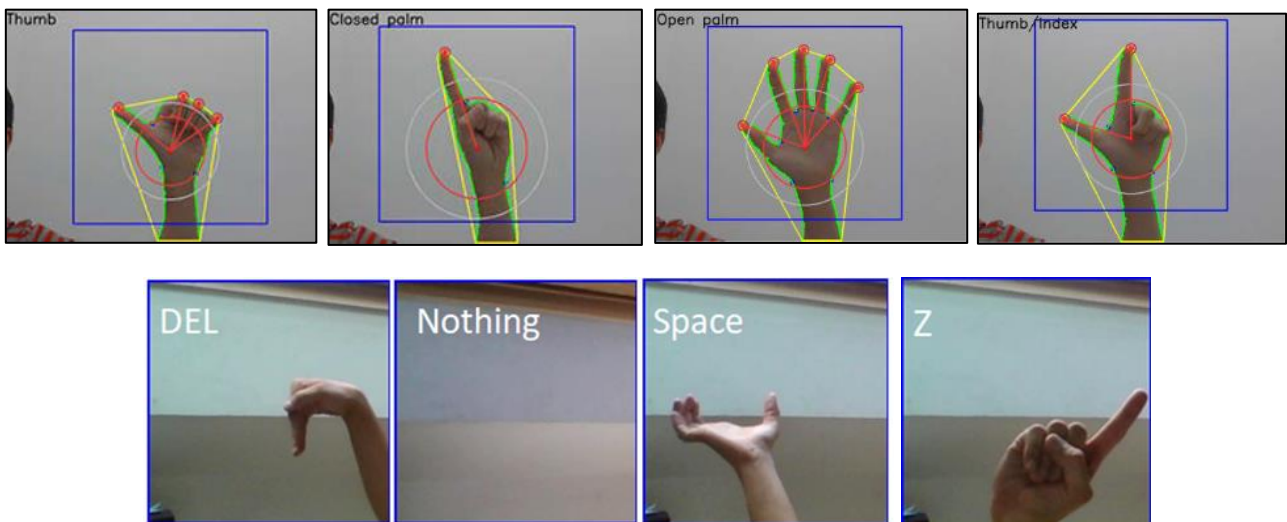 Thumb
Closed palm
Open palm
Thumb/Index
DEL
Nothing
Space
Z